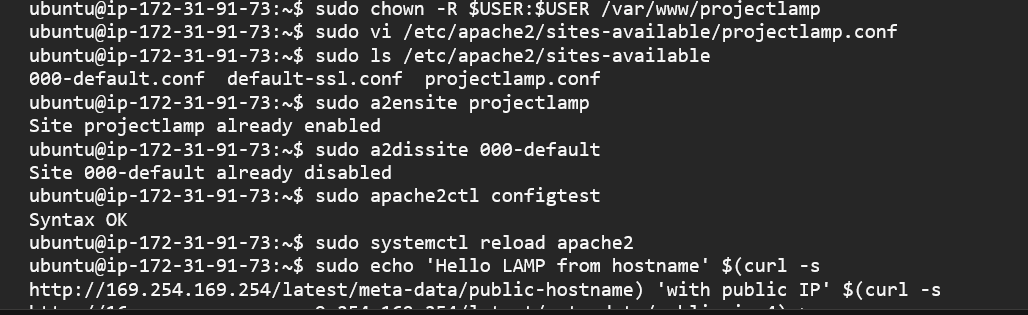 ubuntu@ip-172-31-91-73:~$ sudo chown -R $USER:$USER /var/www/projectlamp
ubuntu@ip-172-31-91-73:~$ sudo vi /etc/apache2/sites-available/projectlamp.conf
ubuntu@ip-172-31-91-73:~$ sudo ls /etc/apache2/sites-available
000-default.conf  default-ssl.conf  projectlamp.conf
ubuntu@ip-172-31-91-73:~$ sudo a2ensite projectlamp
Site projectlamp already enabled
ubuntu@ip-172-31-91-73:~$ sudo a2dissite 000-default
Site 000-default already disabled
ubuntu@ip-172-31-91-73:~$ sudo apache2ctl configtest
Syntax OK
ubuntu@ip-172-31-91-73:~$ sudo systemctl reload apache2
ubuntu@ip-172-31-91-73:~$ sudo echo 'Hello LAMP from hostname' $(curl -s
http://169.254.169.254/latest/meta-data/public-hostname) 'with public IP' $(curl -s